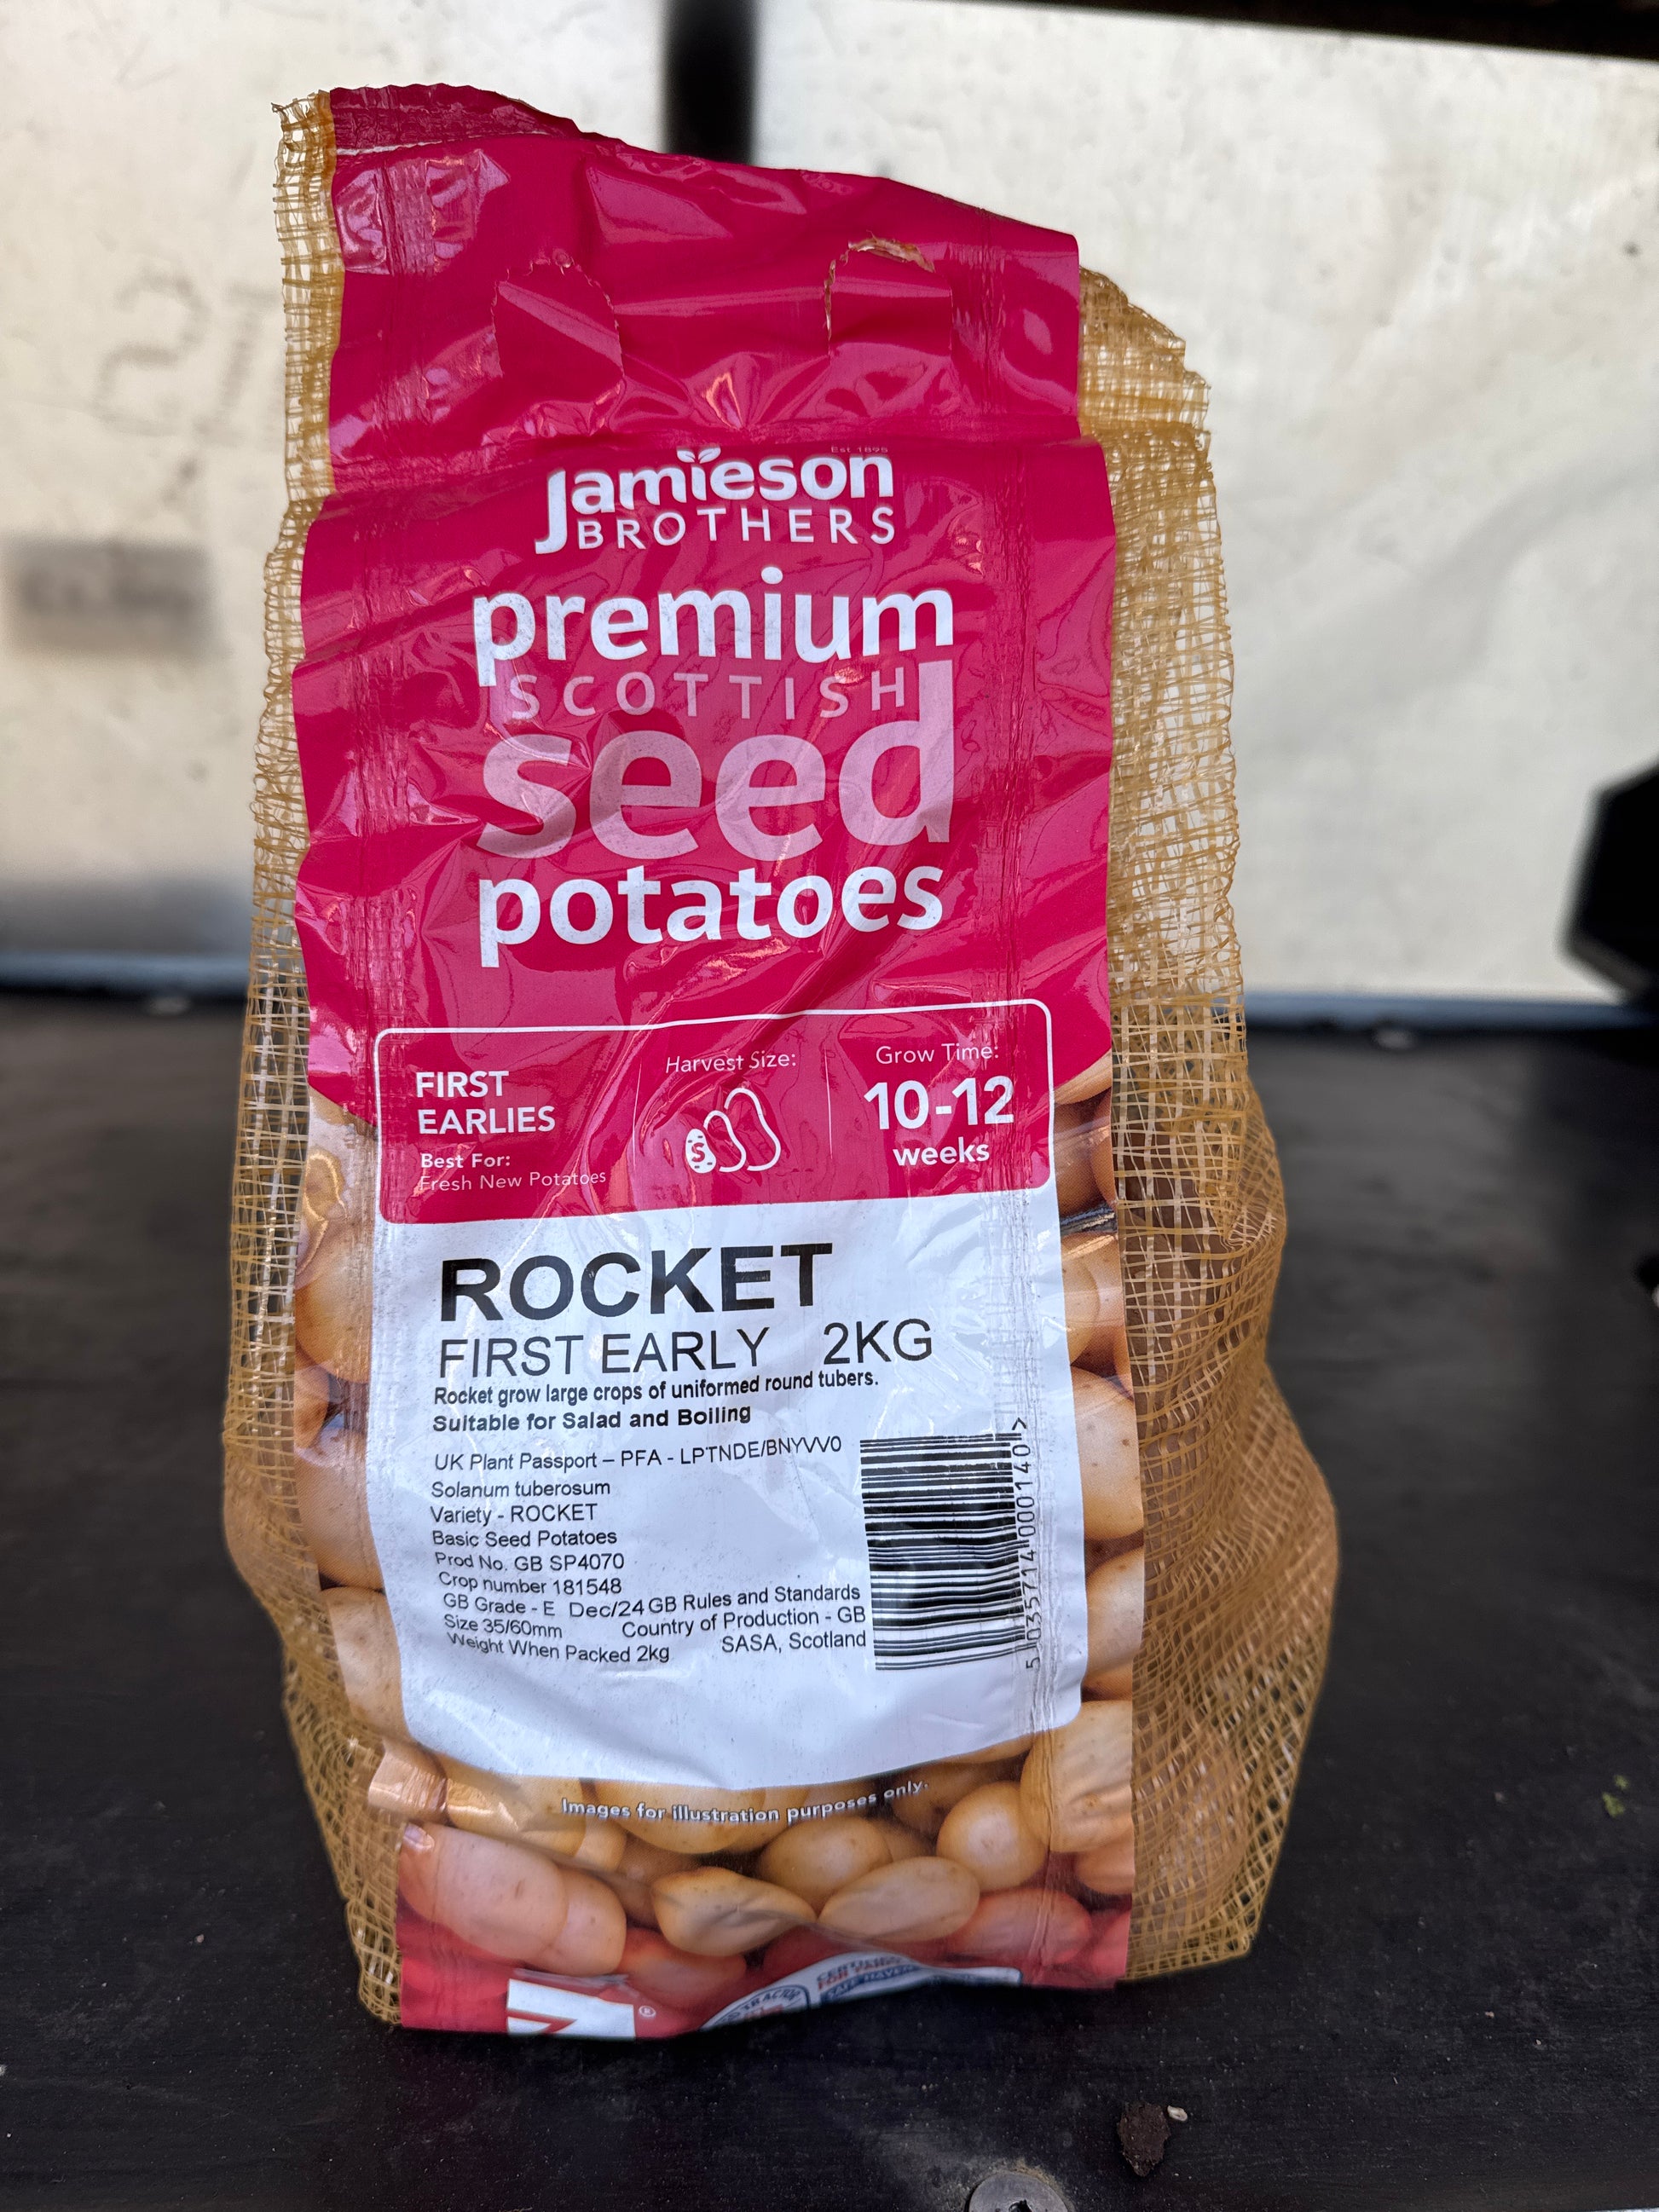 Est 1895
Jamieson
BROTHERS
premium
SCOTTISH
seed
potatoes
FIRST
EARLIES
Best For:
Fresh New Potatoes
Harvest Size:
S
Grow Time:
10-12
weeks
ROCKET
FIRST EARLY 2KG
Rocket grow large crops of uniformed round tubers.
Suitable for Salad and Boiling
UK Plant Passport – PFA - LPTNDE/BNYVV0
Solanum tuberosum
Variety - ROCKET
Basic Seed Potatoes
Prod No. GB SP4070
Crop number 181548
GB Grade - E Dec/24 GB Rules and Standards
Size 35/60mm Country of Production - GB
Weight When Packed 2kg SASA, Scotland
5 035714 000140 >
Images for illustration purposes only.
®